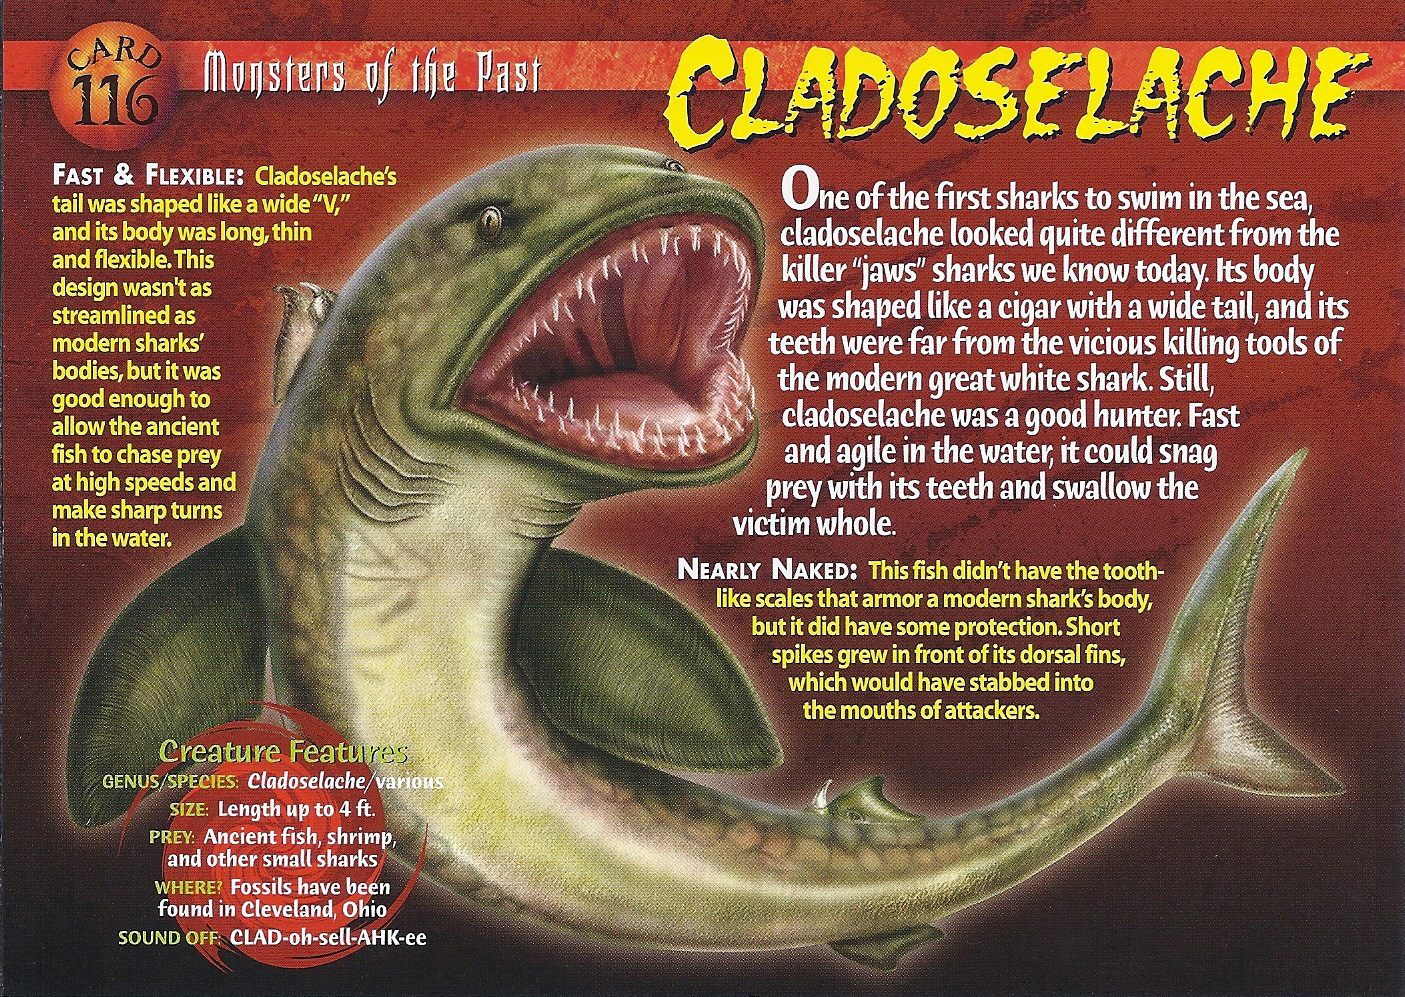 CARD
116
Monsters of the Past
CLADOSELACHE
FAST & FLEXIBLE: Cladoselache's
tail was shaped like a wide "V,"
and its body was long, thin
and flexible. This
design wasn't as
streamlined as
modern sharks'
bodies, but it was
good enough to
allow the ancient
fish to chase prey
at high speeds and
make sharp turns
in the water.
One of the first sharks to swim in the sea,
cladoselache looked quite different from the
killer "jaws" sharks we know today. Its body
was shaped like a cigar with a wide tail, and its
teeth were far from the vicious killing tools of
the modern great white shark. Still,
cladoselache was a good hunter. Fast
and agile in the water, it could snag
prey with its teeth and swallow the
victim whole.
NEARLY NAKED: This fish didn't have the tooth-
like scales that armor a modern shark's body,
but it did have some protection. Short
spikes grew in front of its dorsal fins,
which would have stabbed into
the mouths of attackers.
Creature Features
GENUS/SPECIES: Cladoselache/various
SIZE: Length up to 4 ft.
PREY: Ancient fish, shrimp,
and other small sharks
WHERE? Fossils have been
found in Cleveland, Ohio
SOUND OFF: CLAD-oh-sell-AHK-ee